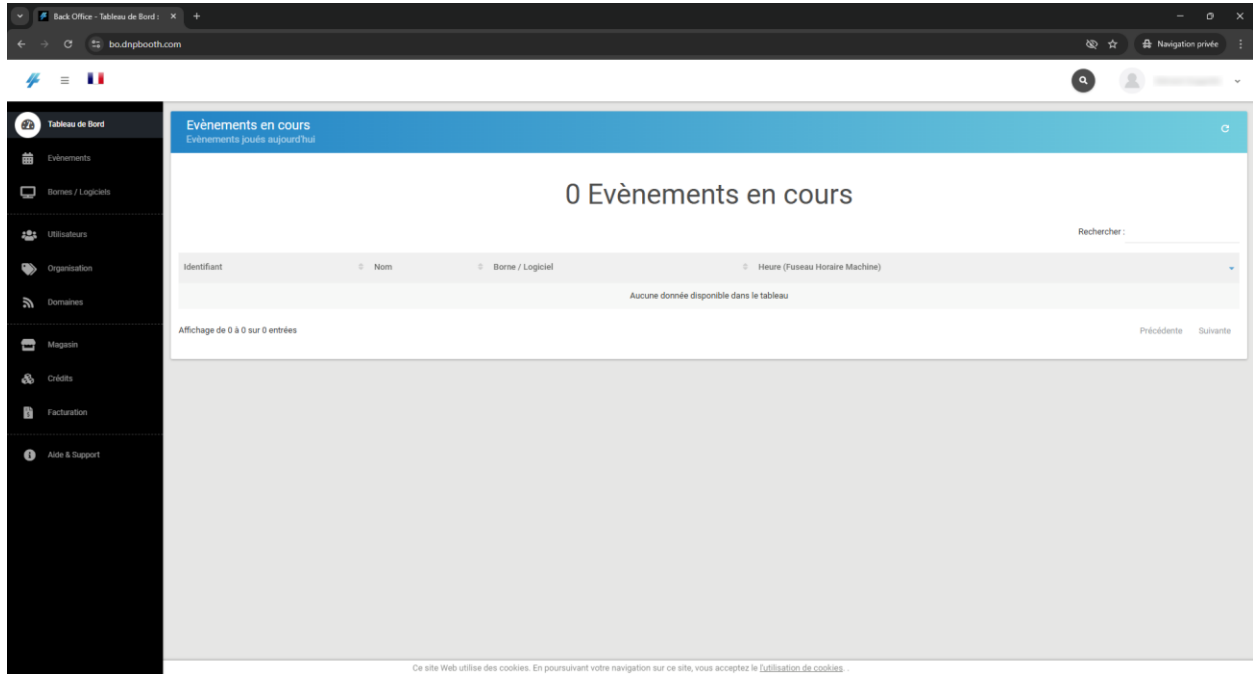 Back Office - Tableau de Bord :
bo.dnpbooth.com
Navigation privée
Tableau de Bord
Evènements
Bornes / Logiciels
Utilisateurs
Organisation
Domaines
Magasin
Crédits
Facturation
Aide & Support
Evènements en cours
Evènements joués aujourd'hui
0 Evènements en cours
Rechercher :
Identifiant Nom Borne / Logiciel Heure (Fuseau Horaire Machine)
Aucune donnée disponible dans le tableau
Affichage de 0 à 0 sur 0 entrées
Précédente Suivante
Ce site Web utilise des cookies. En poursuivant votre navigation sur ce site, vous acceptez le l'utilisation de cookies. .